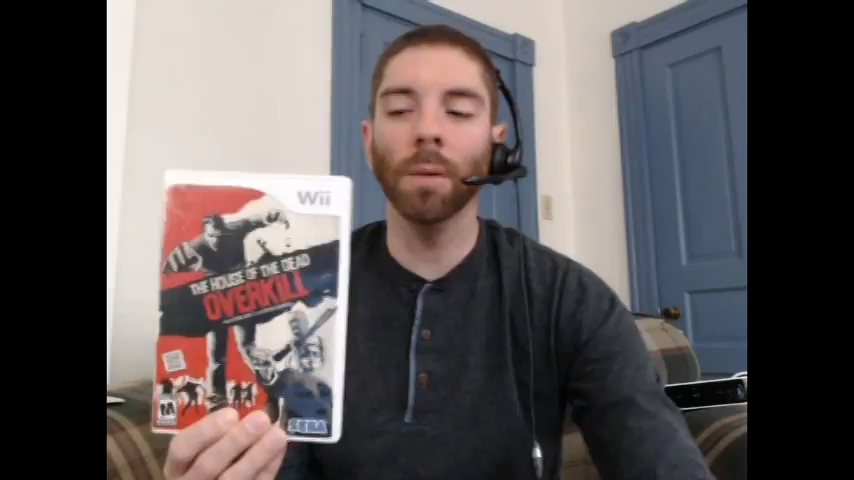 Wii
THE HOUSE OF THE DEAD
OVERKILL
M
SEGA